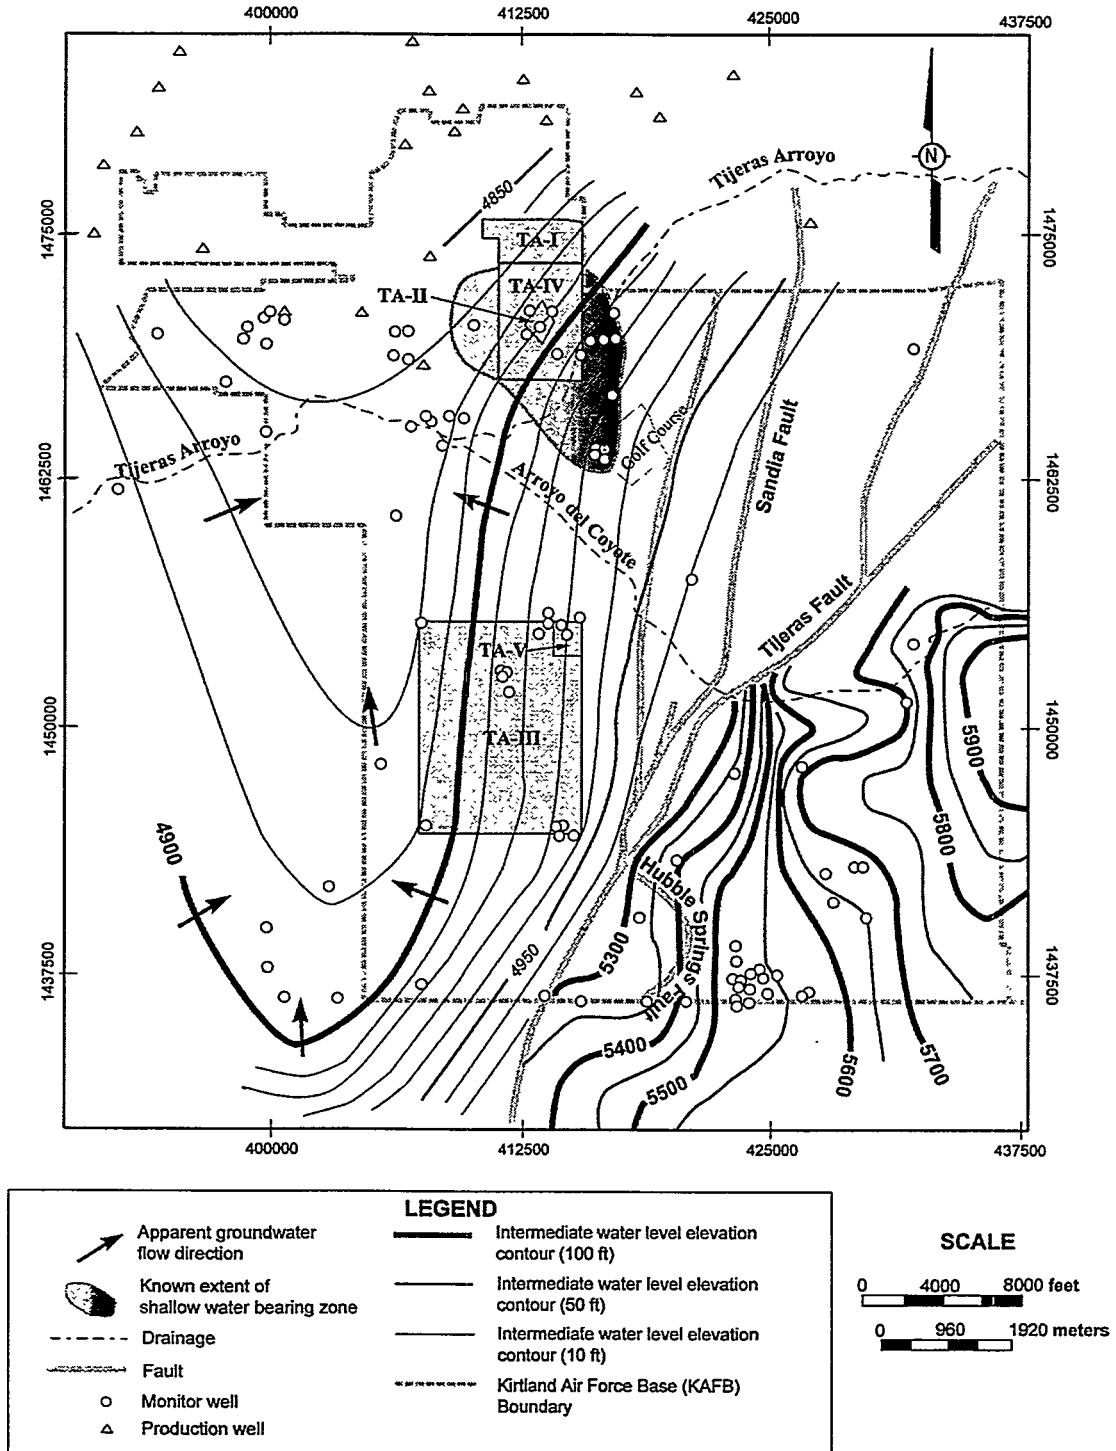 400000 412500 425000 437500
Tijeras Arroyo
N
4850
1475000 1475000
TA-I
TA-IV
TA-II
Golf Course
Sandia Fault
Tijeras Arroyo
1462500 1462500
Arroyo del Coyote
Tijeras Fault
TA-V
TA-III
1450000 1450000
5900
5800
4900
Hubble Springs Fault
4950
5300
1437500 1437500
5400
5500
5600
5700
400000 412500 425000 437500
LEGEND
Apparent groundwater
flow direction
Known extent of
shallow water bearing zone
Drainage
Fault
Monitor well
Production well
Intermediate water level elevation
contour (100 ft)
Intermediate water level elevation
contour (50 ft)
Intermediate water level elevation
contour (10 ft)
Kirtland Air Force Base (KAFB)
Boundary
SCALE
0 4000 8000 feet
0 960 1920 meters